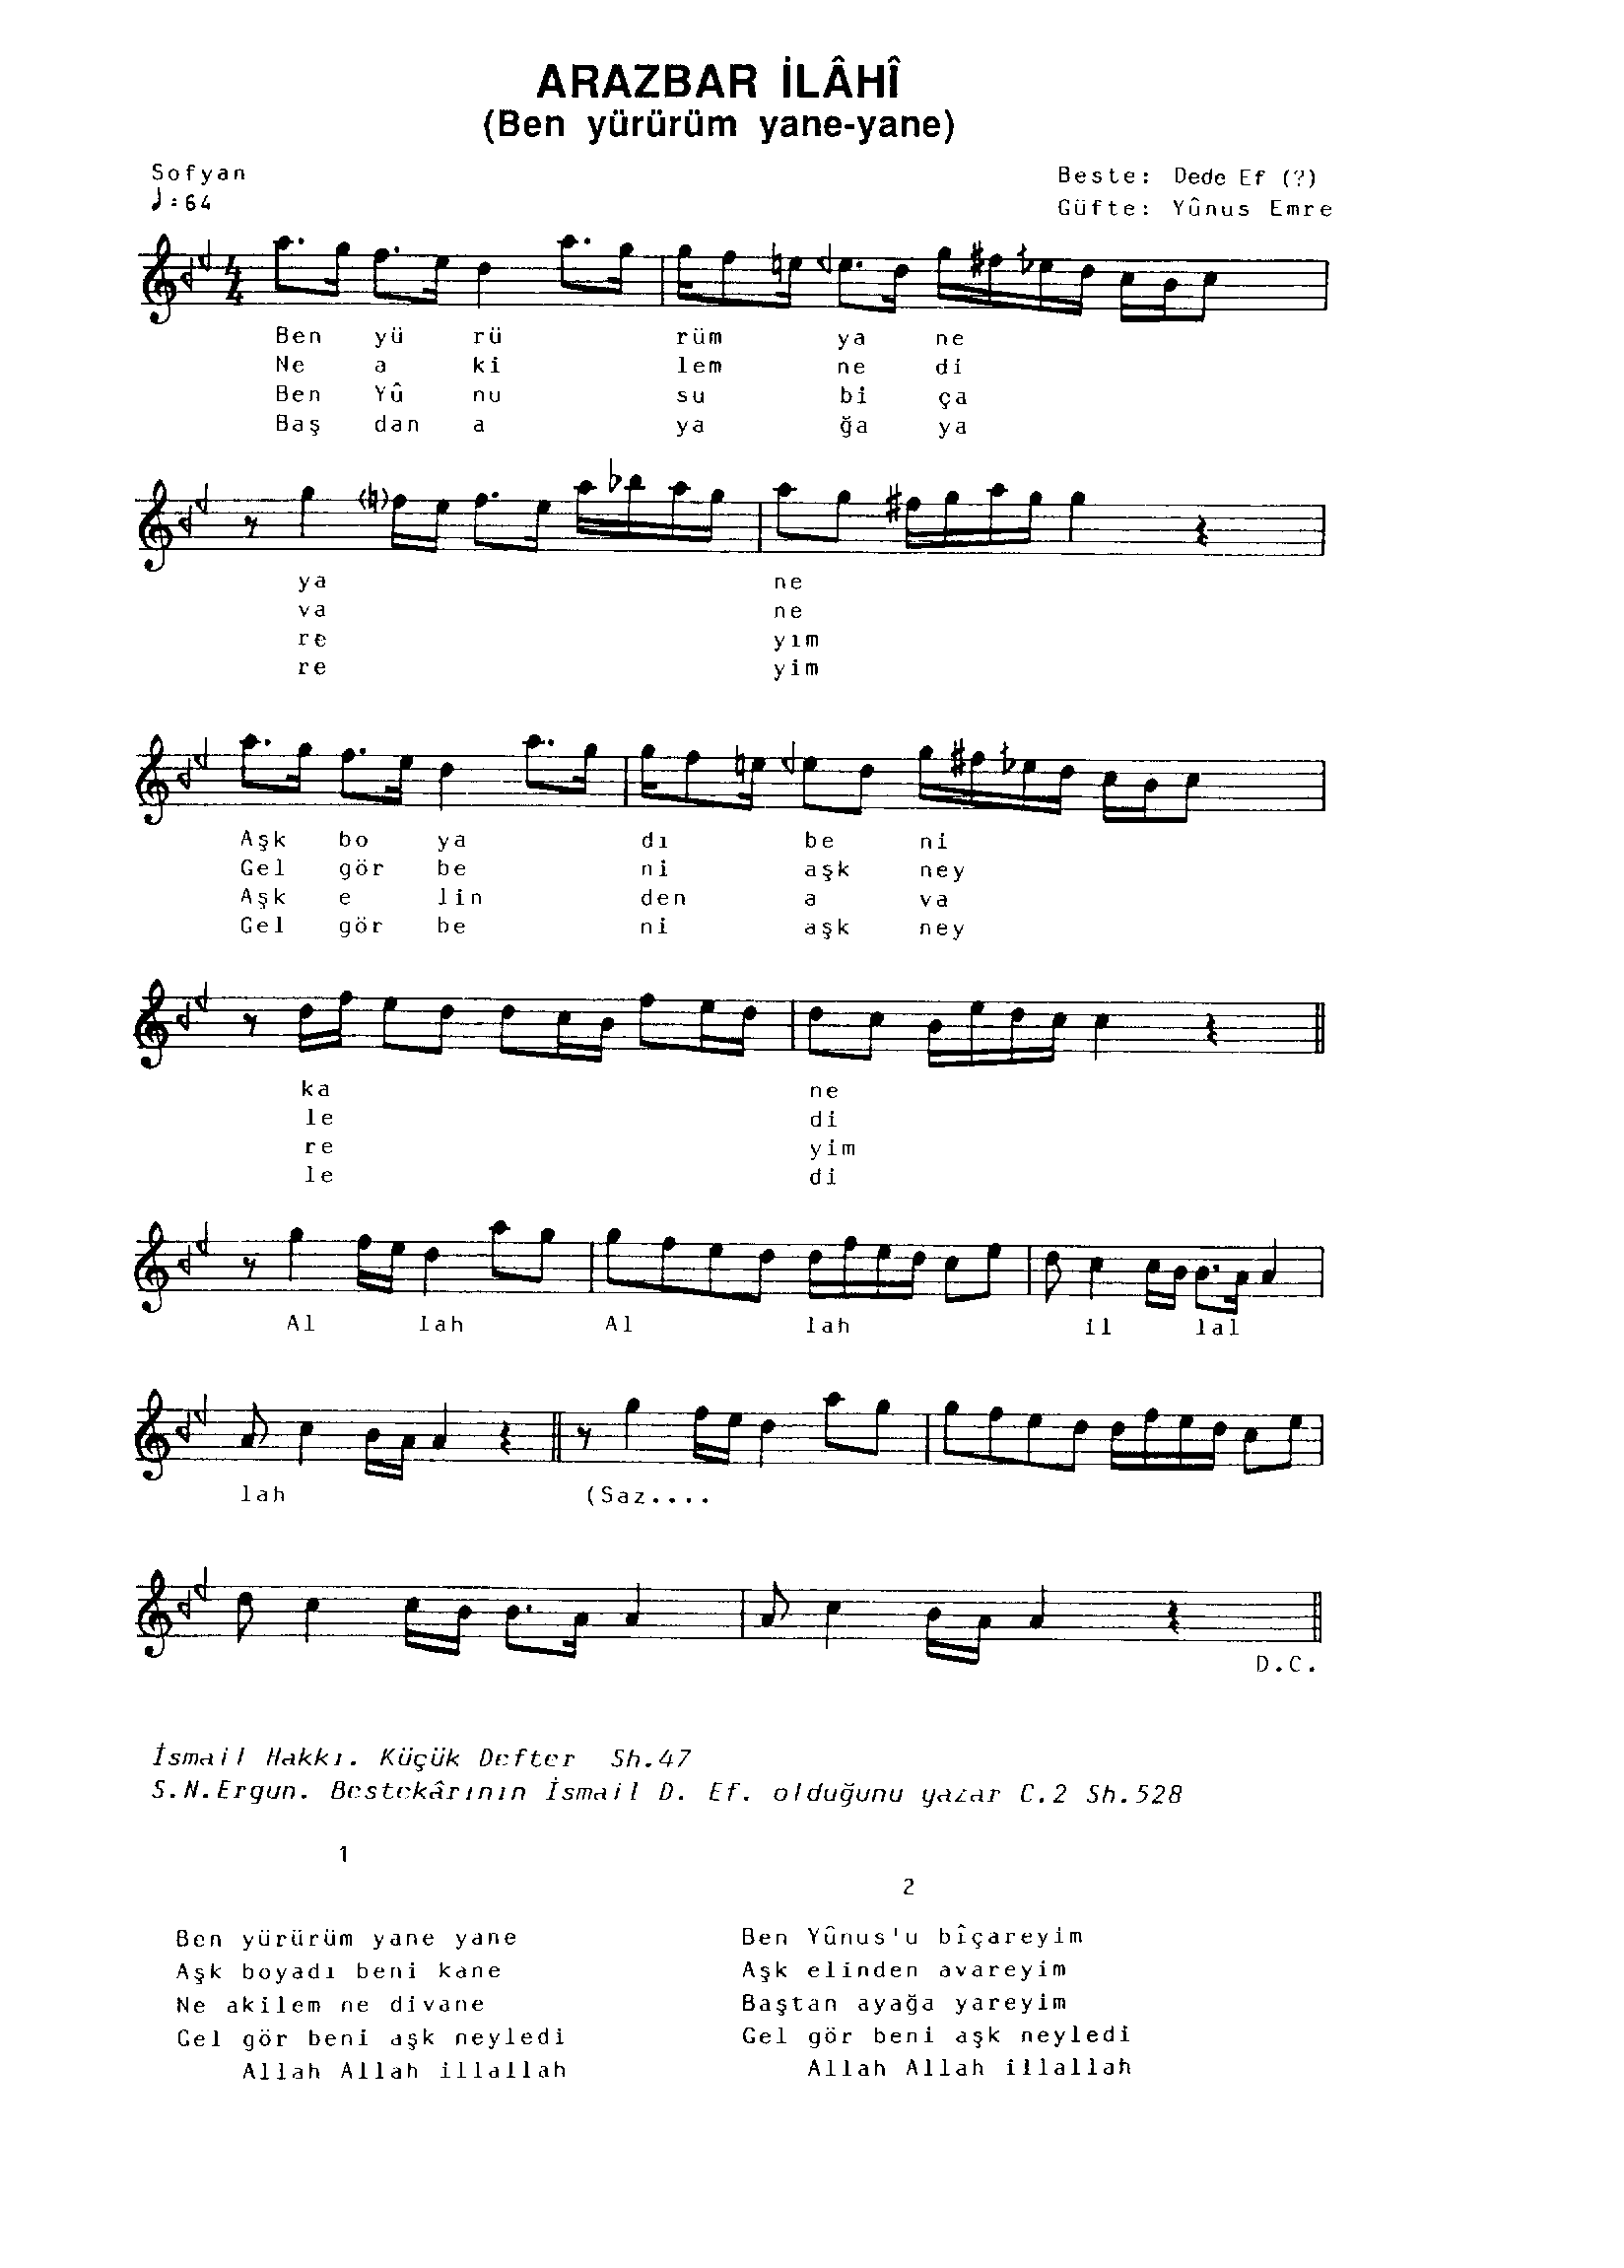 ARAZBAR İLÂHÎ
(Ben yürürüm yane-yane)
Sofyan
♩:64
Beste: Dede Ef (?)
Güfte: Yûnus Emre
4
4
Ben yü rü rüm ya ne
Ne a ki lem ne di
Ben Yû nu su bi ça
Baş dan a ya ğa ya
ya ne
va ne
re yım
re yim
Aşk bo ya dı be ni
Gel gör be ni aşk ney
Aşk e lin den a va
Gel gör be ni aşk ney
ka ne
le di
re yim
le di
Al lah Al lah il lal
lah (Saz....
D.C.
İsmail Hakkı. Küçük Defter Sh.47
S.N.Ergun. Bestekârının İsmail D. Ef. olduğunu yazar C.2 Sh.528
1
Ben yürürüm yane yane
Aşk boyadı beni kane
Ne akilem ne divane
Gel gör beni aşk neyledi
Allah Allah illallah
2
Ben Yûnus'u bîçareyim
Aşk elinden avareyim
Baştan ayağa yareyim
Gel gör beni aşk neyledi
Allah Allah illallah